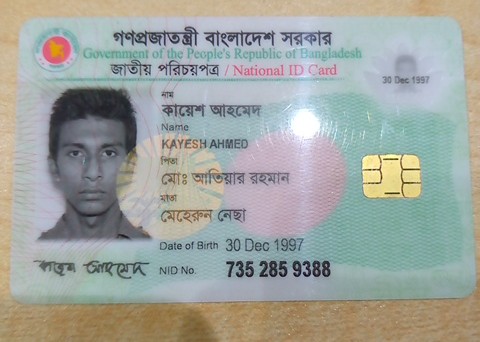 গণপ্রজাতন্ত্রী বাংলাদেশ সরকার
Government of the People's Republic of Bangladesh
জাতীয় পরিচয়পত্র / National ID Card
30 Dec 1997
নাম
কায়েশ আহমেদ
Name
KAYESH AHMED
পিতা
মোঃ আতিয়ার রহমান
মাতা
মেহেরুন নেছা
Date of Birth 30 Dec 1997
কায়েশ আহমেদ NID No. 735 285 9388